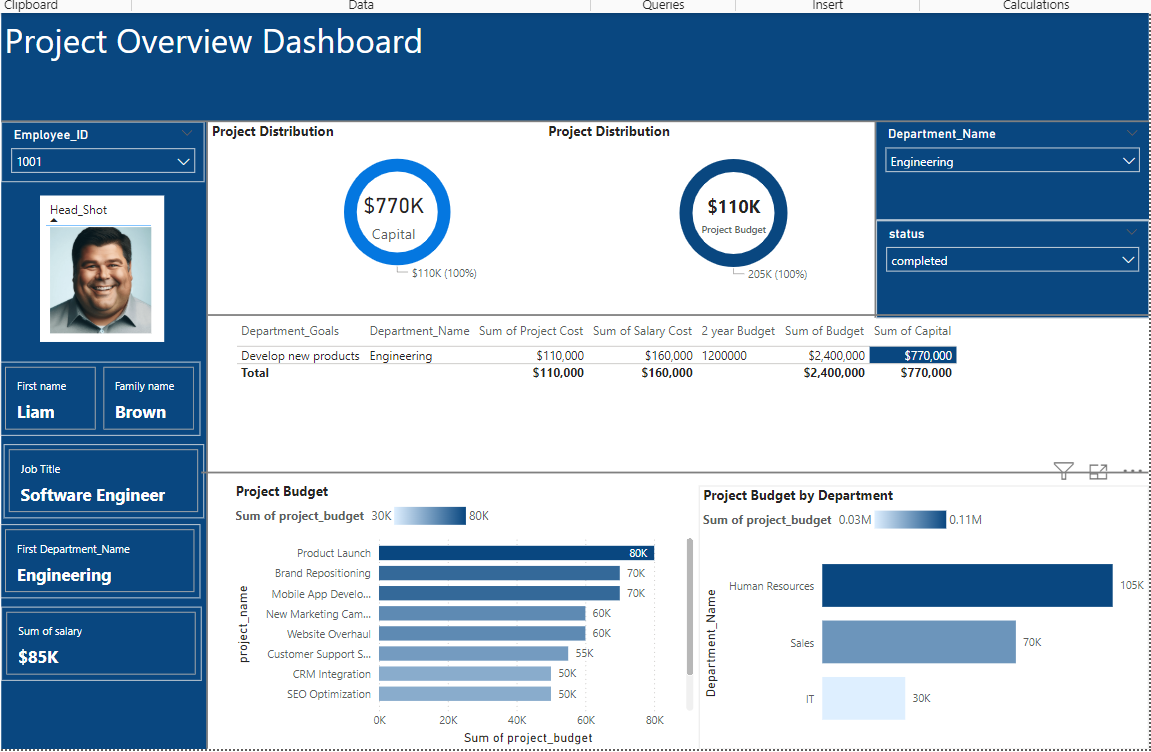 Clipboard Data Queries Insert Calculations
Project Overview Dashboard
Employee_ID
1001
Head_Shot
First name
Liam
Family name
Brown
Job Title
Software Engineer
First Department_Name
Engineering
Sum of salary
$85K
Project Distribution
$770K
Capital
$110K (100%)
Project Distribution
$110K
Project Budget
205K (100%)
Department_Name
Engineering
status
completed
Department_Goals Department_Name Sum of Project Cost Sum of Salary Cost 2 year Budget Sum of Budget Sum of Capital
Develop new products Engineering $110,000 $160,000 1200000 $2,400,000 $770,000
Total $110,000 $160,000 $2,400,000 $770,000
Project Budget
Sum of project_budget 30K 80K
project_name
Product Launch 80K
Brand Repositioning 70K
Mobile App Develo... 70K
New Marketing Cam... 60K
Website Overhaul 60K
Customer Support S... 55K
CRM Integration 50K
SEO Optimization 50K
0K 20K 40K 60K 80K
Sum of project_budget
Project Budget by Department
Sum of project_budget 0.03M 0.11M
Department_Name
Human Resources 105K
Sales 70K
IT 30K